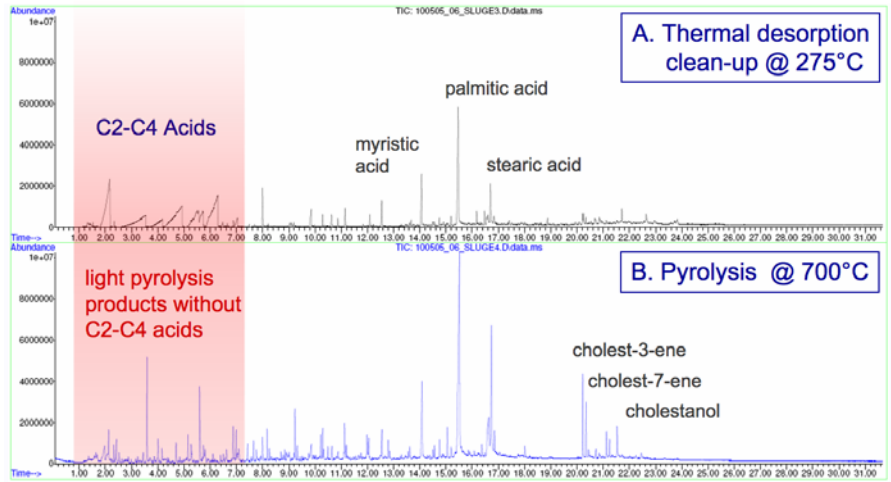 Abundance
TIC: 100505_06_SLUGE3.D\data.ms
1e+07
8000000
6000000
4000000
2000000
Time-->
1.00 2.00 3.00 4.00 5.00 6.00 7.00 8.00 9.00 10.00 11.00 12.00 13.00 14.00 15.00 16.00 17.00 18.00 19.00 20.00 21.00 22.00 23.00 24.00 25.00 26.00 27.00 28.00 29.00 30.00 31.00
A. Thermal desorption
clean-up @ 275°C
C2-C4 Acids
myristic
acid
palmitic acid
stearic acid
Abundance
TIC: 100505_06_SLUGE4.D\data.ms
1e+07
8000000
6000000
4000000
2000000
Time-->
1.00 2.00 3.00 4.00 5.00 6.00 7.00 8.00 9.00 10.00 11.00 12.00 13.00 14.00 15.00 16.00 17.00 18.00 19.00 20.00 21.00 22.00 23.00 24.00 25.00 26.00 27.00 28.00 29.00 30.00 31.00
B. Pyrolysis @ 700°C
light pyrolysis
products without
C2-C4 acids
cholest-3-ene
cholest-7-ene
cholestanol